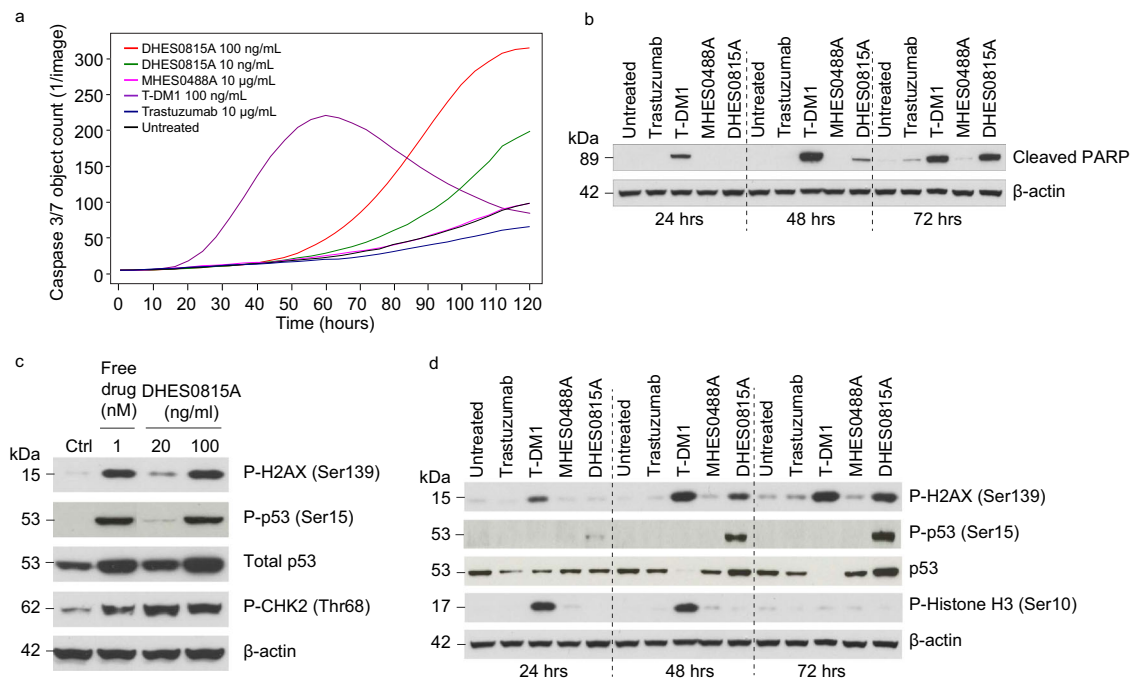 a
Caspase 3/7 object count (1/image)
300
250
200
150
100
50
0
DHES0815A 100 ng/mL
DHES0815A 10 ng/mL
MHES0488A 10 µg/mL
T-DM1 100 ng/mL
Trastuzumab 10 µg/mL
Untreated
0 10 20 30 40 50 60 70 80 90 100 110 120
Time (hours)
b
Untreated Trastuzumab T-DM1 MHES0488A DHES0815A Untreated Trastuzumab T-DM1 MHES0488A DHES0815A Untreated Trastuzumab T-DM1 MHES0488A DHES0815A
kDa
89 Cleaved PARP
42 β-actin
24 hrs 48 hrs 72 hrs
c
Free
drug DHES0815A
(nM) (ng/ml)
Ctrl 1 20 100
kDa
15 P-H2AX (Ser139)
53 P-p53 (Ser15)
53 Total p53
62 P-CHK2 (Thr68)
42 β-actin
d
Untreated Trastuzumab T-DM1 MHES0488A DHES0815A Untreated Trastuzumab T-DM1 MHES0488A DHES0815A Untreated Trastuzumab T-DM1 MHES0488A DHES0815A
kDa
15 P-H2AX (Ser139)
53 P-p53 (Ser15)
53 p53
17 P-Histone H3 (Ser10)
42 β-actin
24 hrs 48 hrs 72 hrs